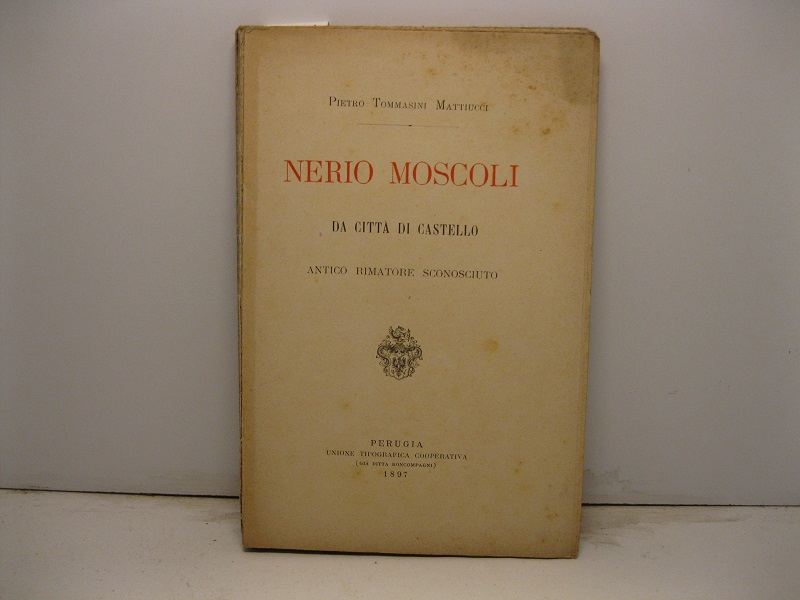 PIETRO TOMMASINI MATTIUCCI
NERIO MOSCOLI
DA CITTÀ DI CASTELLO
ANTICO RIMATORE SCONOSCIUTO
PERUGIA
UNIONE TIPOGRAFICA COOPERATIVA
(GIÀ DITTA BONCOMPAGNI)
1897